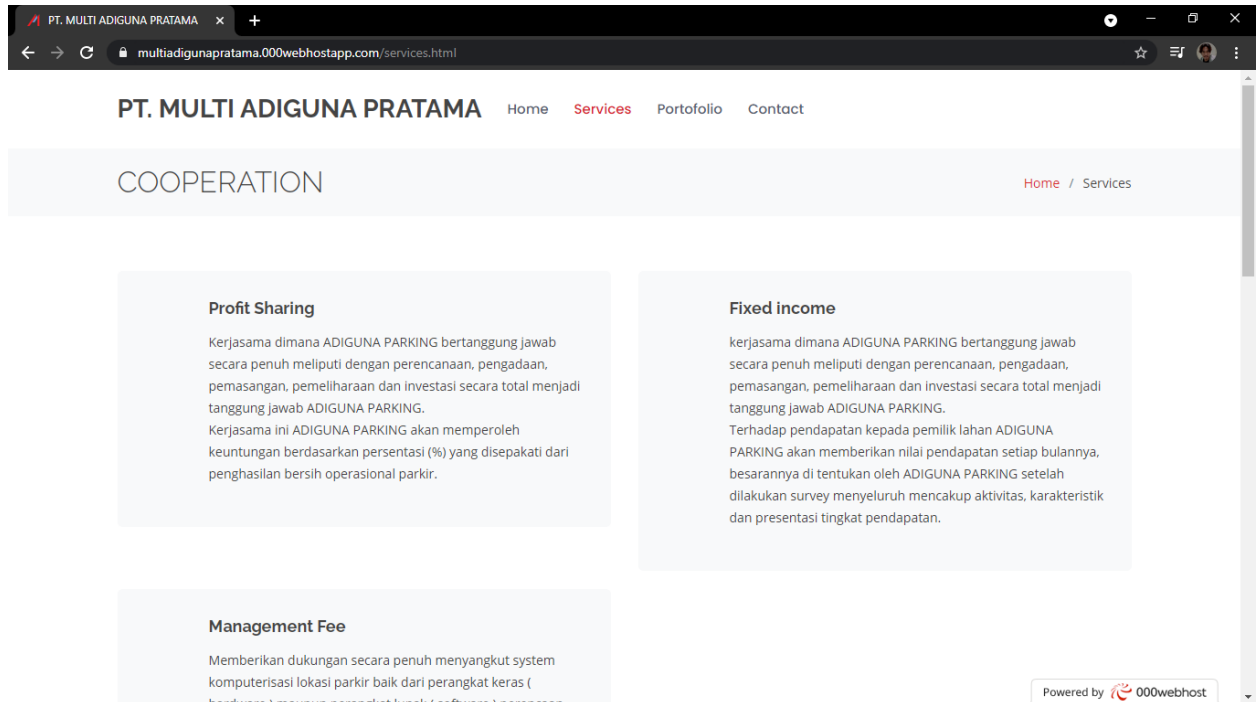 PT. MULTI ADIGUNA PRATAMA
multiadigunapratama.000webhostapp.com/services.html
PT. MULTI ADIGUNA PRATAMA Home Services Portofolio Contact
COOPERATION
Home / Services
Profit Sharing
Kerjasama dimana ADIGUNA PARKING bertanggung jawab
secara penuh meliputi dengan perencanaan, pengadaan,
pemasangan, pemeliharaan dan investasi secara total menjadi
tanggung jawab ADIGUNA PARKING.
Kerjasama ini ADIGUNA PARKING akan memperoleh
keuntungan berdasarkan persentasi (%) yang disepakati dari
penghasilan bersih operasional parkir.
Fixed income
kerjasama dimana ADIGUNA PARKING bertanggung jawab
secara penuh meliputi dengan perencanaan, pengadaan,
pemasangan, pemeliharaan dan investasi secara total menjadi
tanggung jawab ADIGUNA PARKING.
Terhadap pendapatan kepada pemilik lahan ADIGUNA
PARKING akan memberikan nilai pendapatan setiap bulannya,
besarannya di tentukan oleh ADIGUNA PARKING setelah
dilakukan survey menyeluruh mencakup aktivitas, karakteristik
dan presentasi tingkat pendapatan.
Management Fee
Memberikan dukungan secara penuh menyangkut system
komputerisasi lokasi parkir baik dari perangkat keras (
Powered by 000webhost